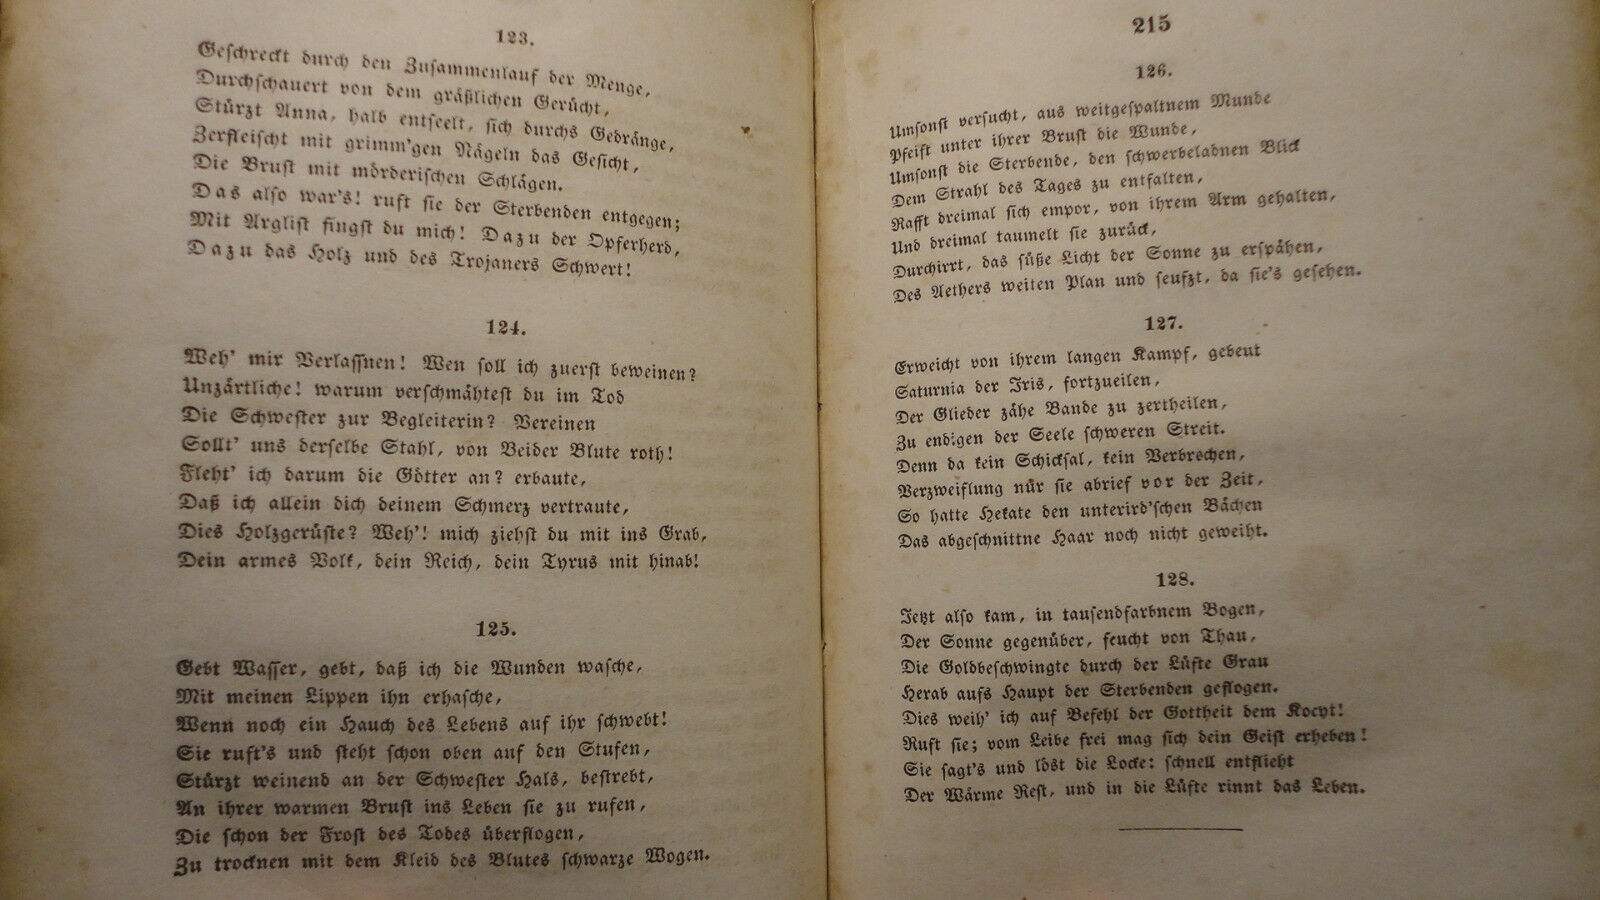 123.
Geschreckt durch den Zusammenlauf der Menge,
Durchschauert von dem gräßlichen Gerücht,
Stürzt Anna, halb entseelt, sich durchs Gedränge,
Zerfleischt mit grimm'gen Nägeln das Gesicht,
Die Brust mit mörderischen Schlägen.
Das also war's! ruft sie der Sterbenden entgegen;
Mit Arglist fingst du mich! Dazu der Opferherd,
Dazu das Holz und des Trojaners Schwert!
124.
Weh' mir Verlassnen! Wen soll ich zuerst beweinen?
Unzärtliche! warum verschmähtest du im Tod
Die Schwester zur Begleiterin? Vereinen
Sollt' uns derselbe Stahl, von Beider Blute roth!
Fleht' ich darum die Götter an? erbaute,
Daß ich allein dich deinem Schmerz vertraute,
Dies Holzgerüste? Weh'! mich ziehst du mit ins Grab,
Dein armes Volk, dein Reich, dein Tyrus mit hinab!
125.
Gebt Wasser, gebt, daß ich die Wunden wasche,
Mit meinen Lippen ihn erhasche,
Wenn noch ein Hauch des Lebens auf ihr schwebt!
Sie ruft's und steht schon oben auf den Stufen,
Stürzt weinend an der Schwester Hals, bestrebt,
An ihrer warmen Brust ins Leben sie zu rufen,
Die schon der Frost des Todes überflogen,
Zu trocknen mit dem Kleid des Blutes schwarze Wogen.
215
126.
Umsonst versucht, aus weitgespaltnem Munde
Pfeift unter ihrer Brust die Wunde,
Umsonst die Sterbende, den schwerbeladnen Blick
Dem Strahl des Tages zu entfalten,
Rafft dreimal sich empor, von ihrem Arm gehalten,
Und dreimal taumelt sie zurück,
Durchirrt, das süße Licht der Sonne zu erspähen,
Des Aethers weiten Plan und seufzt, da sie's gesehen.
127.
Erweicht von ihrem langen Kampf, gebeut
Saturnia der Iris, fortzueilen,
Der Glieder zähe Bande zu zertheilen,
Zu endigen der Seele schweren Streit.
Denn da kein Schicksal, kein Verbrechen,
Verzweiflung nur sie abrief vor der Zeit,
So hatte Hekate den unterird'schen Bächen
Das abgeschnittne Haar noch nicht geweiht.
128.
Jetzt also kam, in tausendfarbnem Bogen,
Der Sonne gegenüber, feucht von Thau,
Die Goldbeschwingte durch der Lüfte Grau
Herab aufs Haupt der Sterbenden geflogen.
Dies weih' ich auf Befehl der Gottheit dem Kocyt!
Ruft sie; vom Leibe frei mag sich dein Geist erheben!
Sie sagt's und löst die Locke: schnell entflieht
Der Wärme Rest, und in die Lüfte rinnt das Leben.